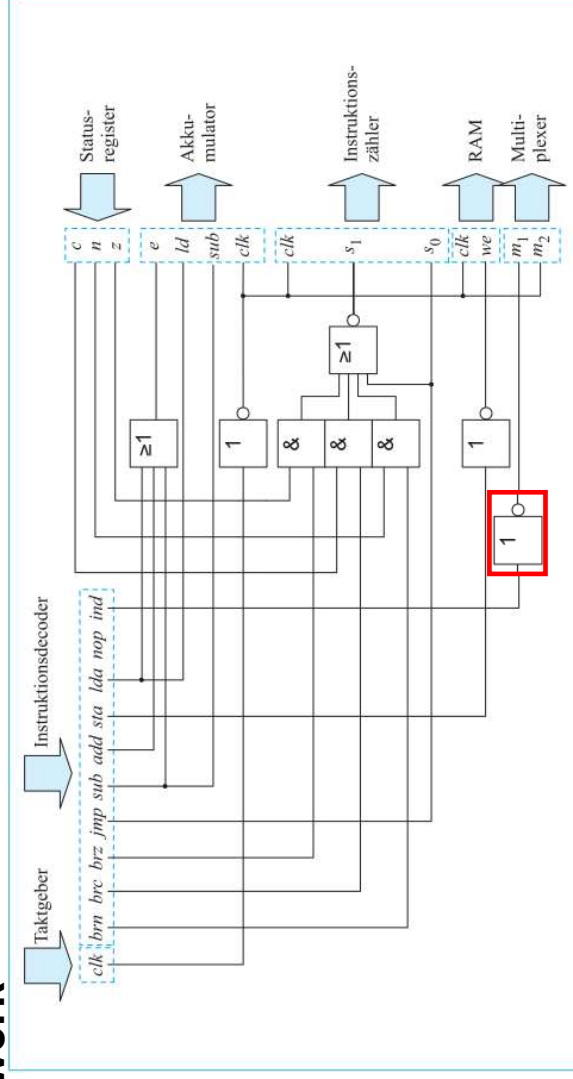 werk
Taktgeber
Instruktionsdecoder
clk brn brc brz jmp sub add sta lda nop ind
Status-
register
c
n
z
Akku-
mulator
e
ld
sub
clk
Instruktions-
zähler
clk
s1
s0
RAM
clk
we
Multi-
plexer
m1
m2
≥1
1
&
&
&
≥1
1
1